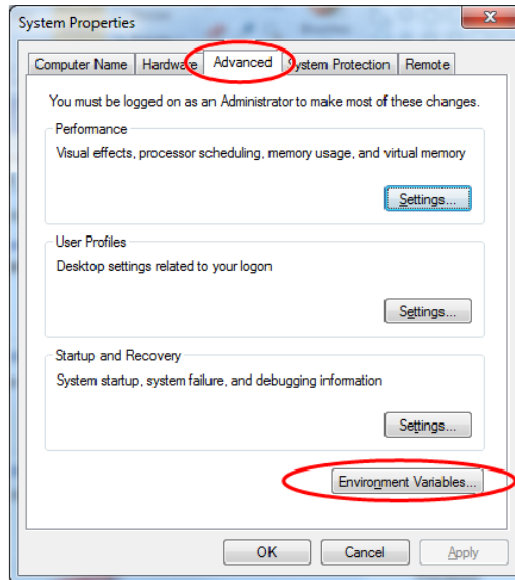 System Properties
Computer Name Hardware Advanced System Protection Remote
You must be logged on as an Administrator to make most of these changes.
Performance
Visual effects, processor scheduling, memory usage, and virtual memory
Settings...
User Profiles
Desktop settings related to your logon
Settings...
Startup and Recovery
System startup, system failure, and debugging information
Settings...
Environment Variables...
OK Cancel Apply